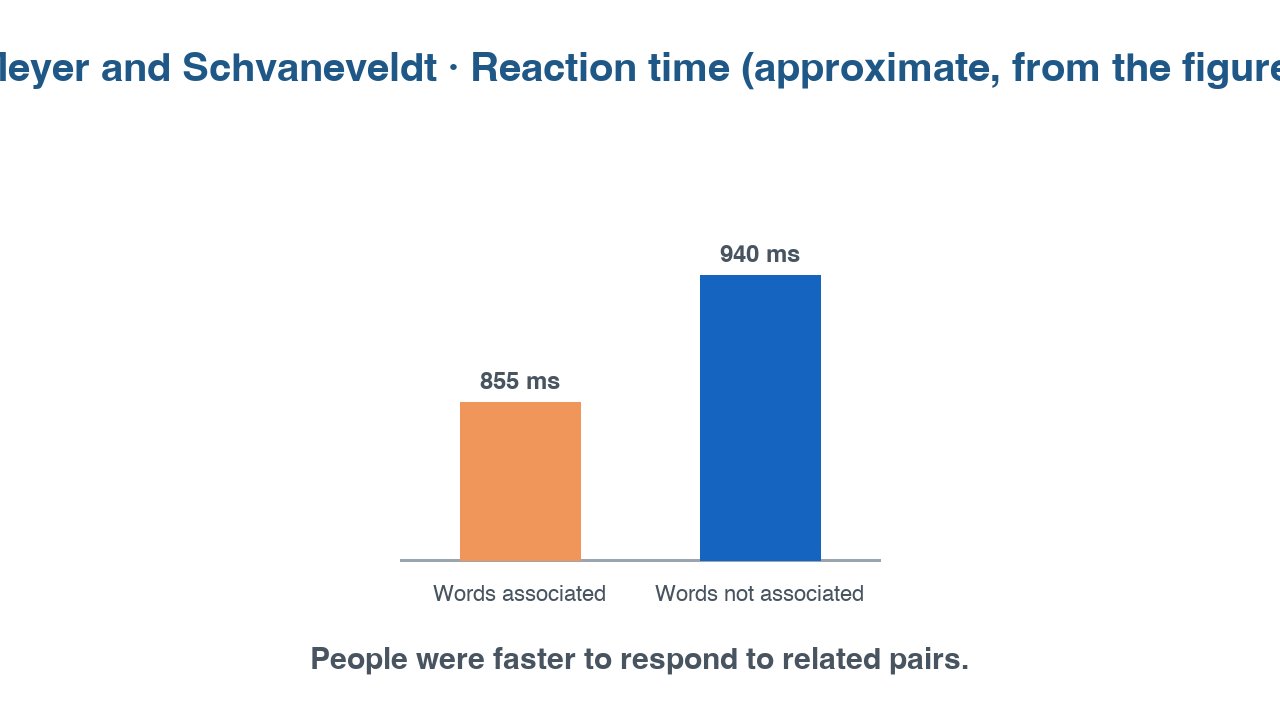 eyer and Schvaneveldt · Reaction time (approximate, from the figure
940 ms
855 ms
Words associated
Words not associated
People were faster to respond to related pairs.